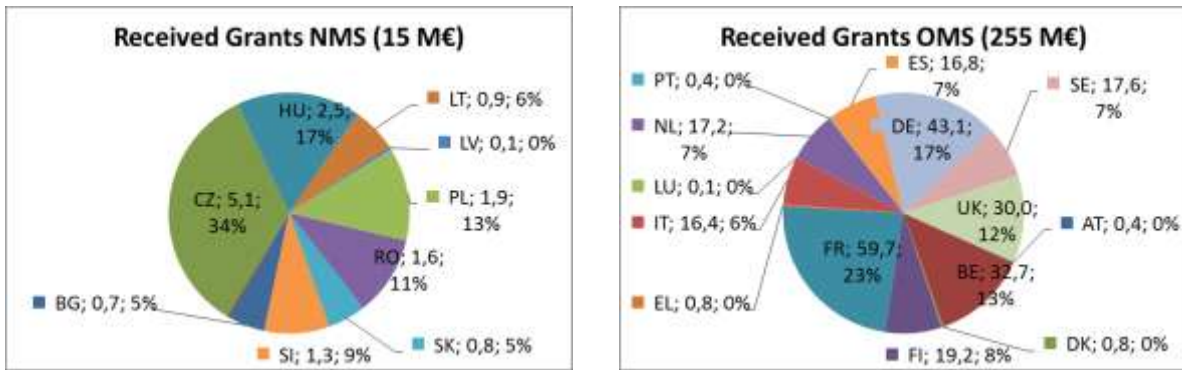 Received Grants NMS (15 M€)
HU; 2,5;
17%
LT; 0,9; 6%
LV; 0,1; 0%
CZ; 5,1;
34%
PL; 1,9;
13%
RO; 1,6;
11%
BG; 0,7; 5%
SI; 1,3; 9%
SK; 0,8; 5%
Received Grants OMS (255 M€)
PT; 0,4; 0%
ES; 16,8;
7%
SE; 17,6;
7%
NL; 17,2;
7%
DE; 43,1;
17%
LU; 0,1; 0%
IT; 16,4; 6%
UK; 30,0;
12%
AT; 0,4; 0%
FR; 59,7;
23%
BE; 32,7;
13%
EL; 0,8; 0%
FI; 19,2; 8%
DK; 0,8; 0%